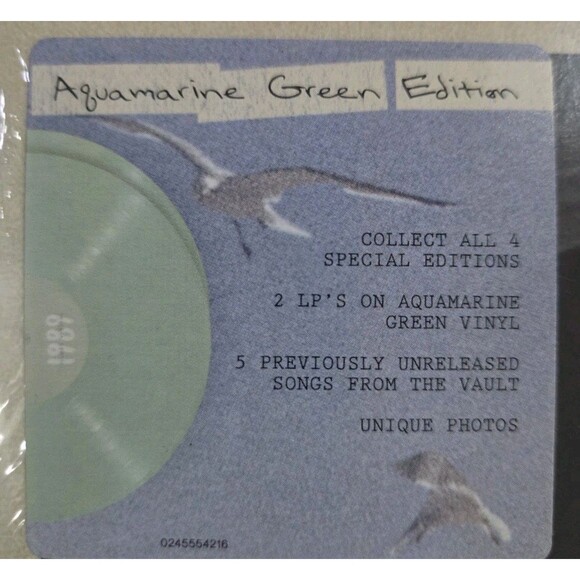 Aquamarine Green Edition
COLLECT ALL 4
SPECIAL EDITIONS
2 LP'S ON AQUAMARINE
GREEN VINYL
5 PREVIOUSLY UNRELEASED
SONGS FROM THE VAULT
UNIQUE PHOTOS
1989
0245554216